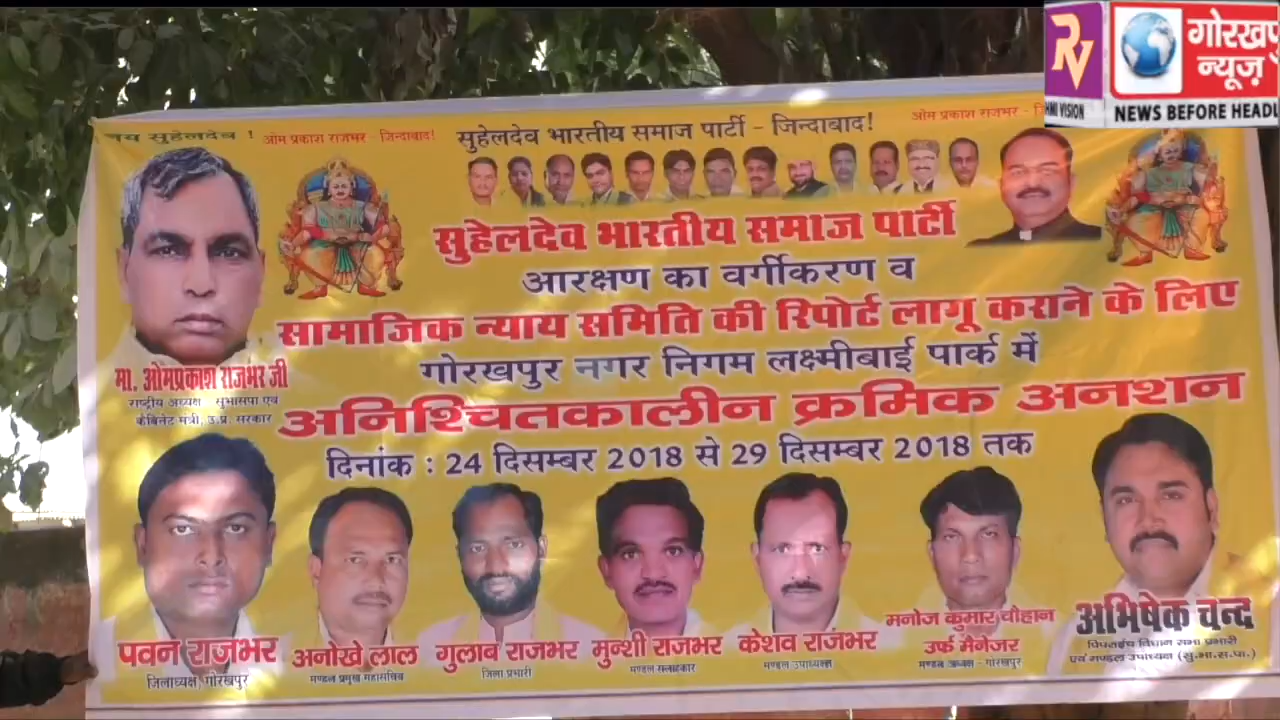 RV
HMI VISION
गोरखपु
न्यूज़
NEWS BEFORE HEADL
जय सुहेलदेव ! ओम प्रकाश राजभर - जिन्दाबाद! सुहेलदेव भारतीय समाज पार्टी - जिन्दाबाद! ओम प्रकाश राजभर - जि
सुहेलदेव भारतीय समाज पार्टी
आरक्षण का वर्गीकरण व
सामाजिक न्याय समिति की रिपोर्ट लागू कराने के लिए
गोरखपुर नगर निगम लक्ष्मीबाई पार्क में
अनिश्चितकालीन क्रमिक अनशन
दिनांक : 24 दिसम्बर 2018 से 29 दिसम्बर 2018 तक
मा. ओमप्रकाश राजभर जी
राष्ट्रीय अध्यक्ष सुभासपा एवं
कैबिनेट मंत्री, उ.प्र. सरकार
पवन राजभर
जिलाध्यक्ष, गोरखपुर
अनोखे लाल
मण्डल प्रमुख महासचिव
गुलाब राजभर
जिला प्रभारी
मुन्शी राजभर
मण्डल सलाहकार
केशव राजभर
मण्डल उपाध्यक्ष
मनोज कुमार चौहान
उर्फ मैनेजर
मण्डल अध्यक्ष - गोरखपुर
अभिषेक चन्द
पिपराईच विधान सभा प्रभारी
एवं मण्डल उपाध्यक्ष (सु.भा.स.पा.)